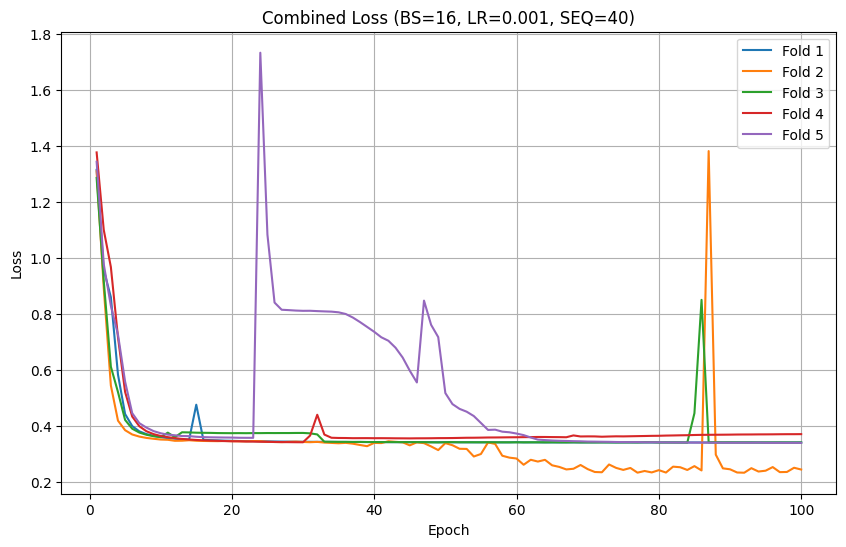 Combined Loss (BS=16, LR=0.001, SEQ=40)
1.8
1.6
1.4
1.2
1.0
0.8
0.6
0.4
0.2
Loss
Fold 1
Fold 2
Fold 3
Fold 4
Fold 5
0 20 40 60 80 100
Epoch